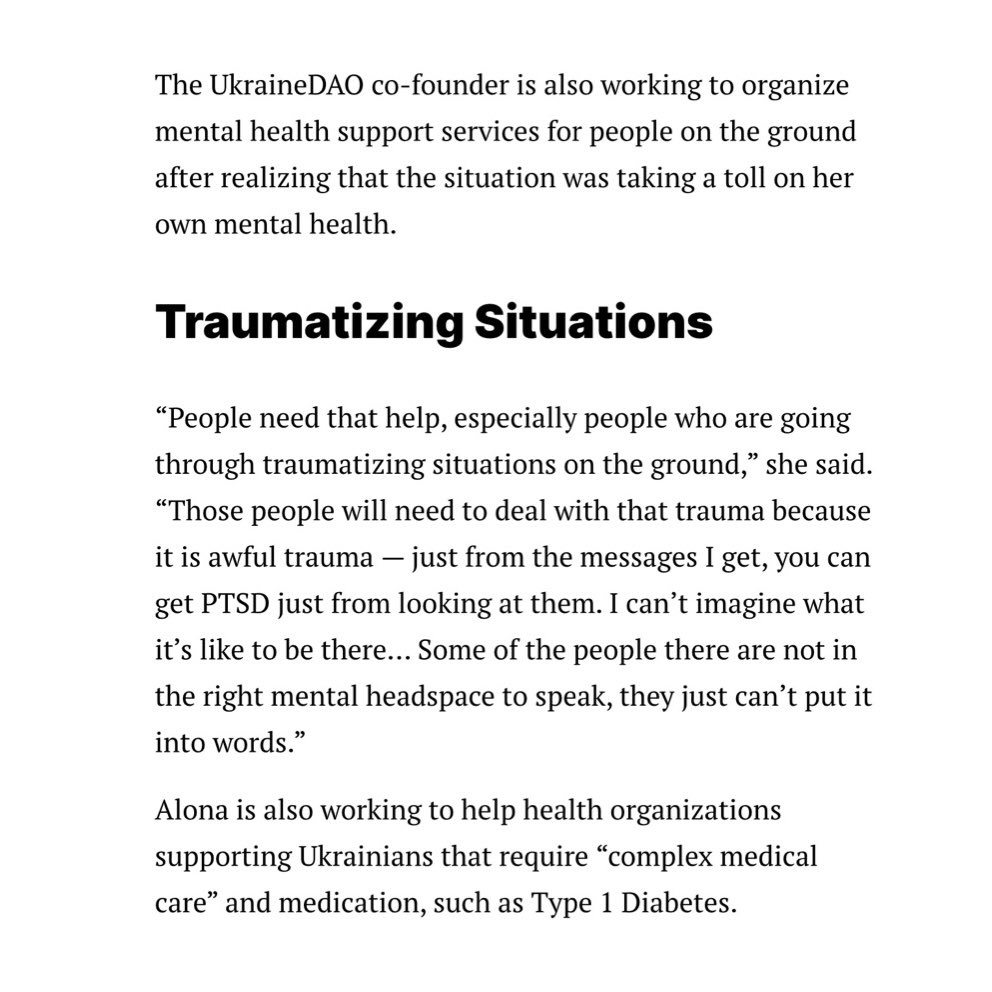 The UkraineDAO co-founder is also working to organize
mental health support services for people on the ground
after realizing that the situation was taking a toll on her
own mental health.
Traumatizing Situations
“People need that help, especially people who are going
through traumatizing situations on the ground,” she said.
“Those people will need to deal with that trauma because
it is awful trauma — just from the messages I get, you can
get PTSD just from looking at them. I can’t imagine what
it’s like to be there… Some of the people there are not in
the right mental headspace to speak, they just can’t put it
into words.”
Alona is also working to help health organizations
supporting Ukrainians that require “complex medical
care” and medication, such as Type 1 Diabetes.